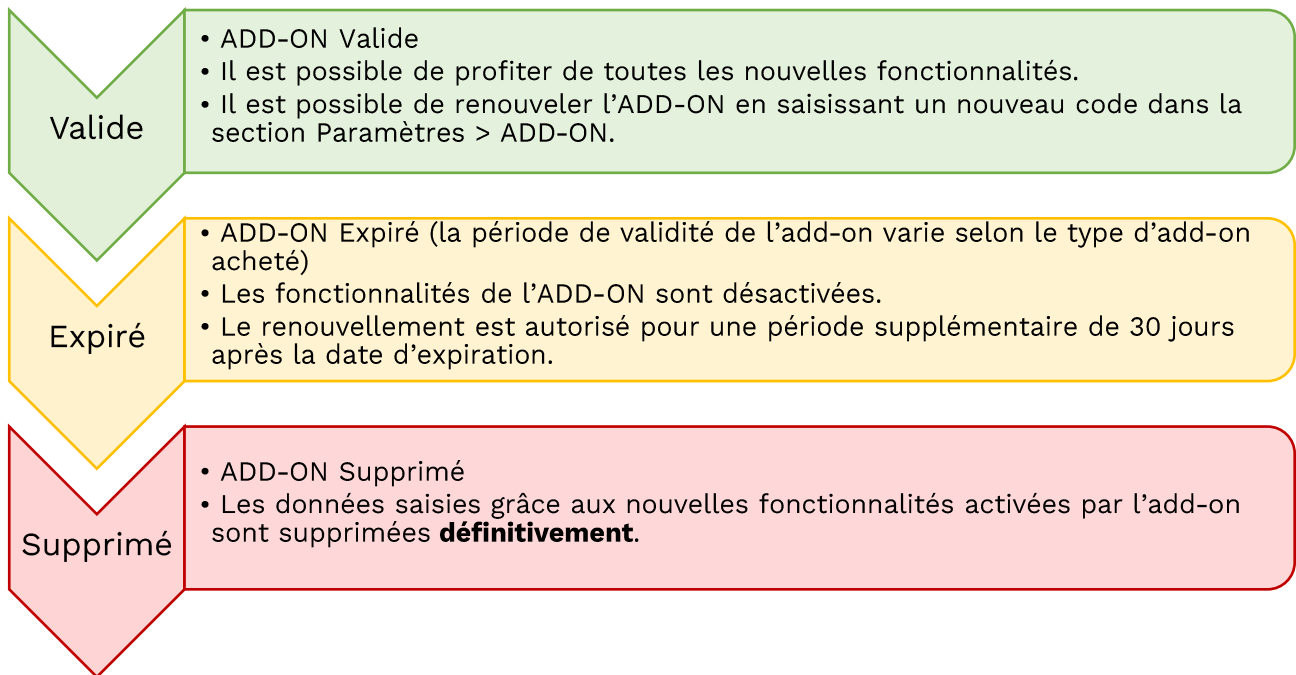 Valide
• ADD-ON Valide
• Il est possible de profiter de toutes les nouvelles fonctionnalités.
• Il est possible de renouveler l’ADD-ON en saisissant un nouveau code dans la
section Paramètres > ADD-ON.
Expiré
• ADD-ON Expiré (la période de validité de l’add-on varie selon le type d’add-on
acheté)
• Les fonctionnalités de l’ADD-ON sont désactivées.
• Le renouvellement est autorisé pour une période supplémentaire de 30 jours
après la date d’expiration.
Supprimé
• ADD-ON Supprimé
• Les données saisies grâce aux nouvelles fonctionnalités activées par l’add-on
sont supprimées définitivement.